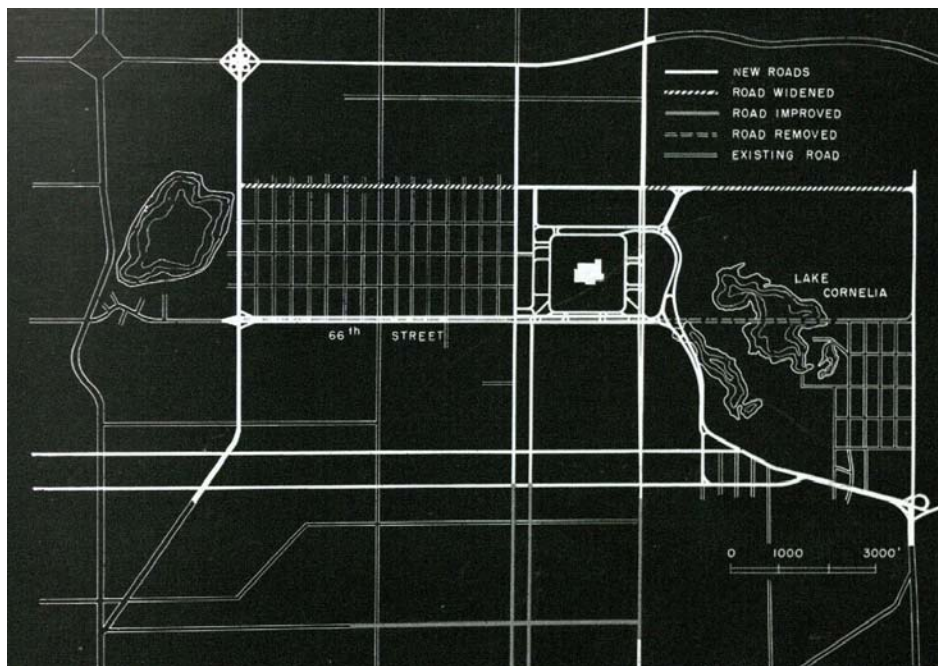 NEW ROADS
ROAD WIDENED
ROAD IMPROVED
ROAD REMOVED
EXISTING ROAD
LAKE
CORNELIA
66th STREET
0 1000 3000'